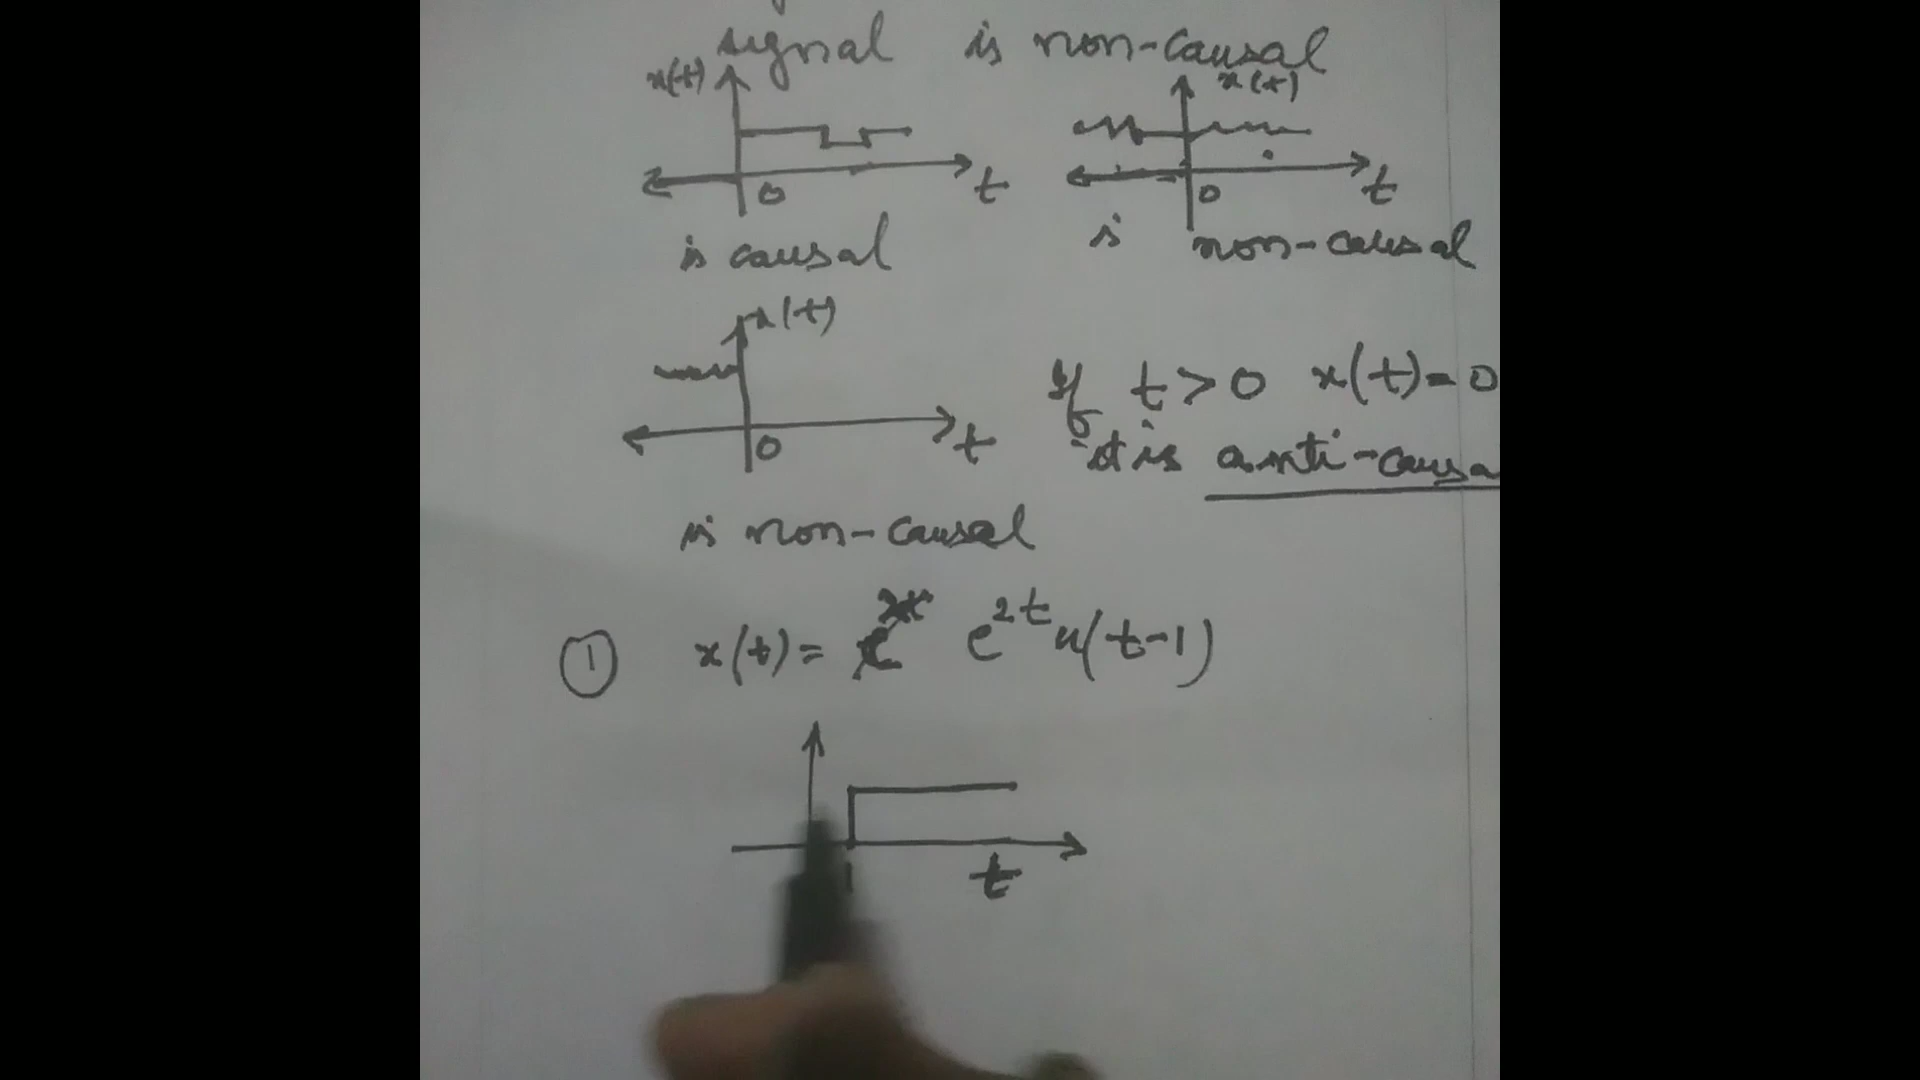 signal is non-causal
x(t)
x(t)
0
t
0
t
is causal
is non-causal
x(t)
0
t
If t > 0 x(t) = 0
it is anti-causa
is non-causal
① x(t) = e^{2t} u(t-1)
1
t